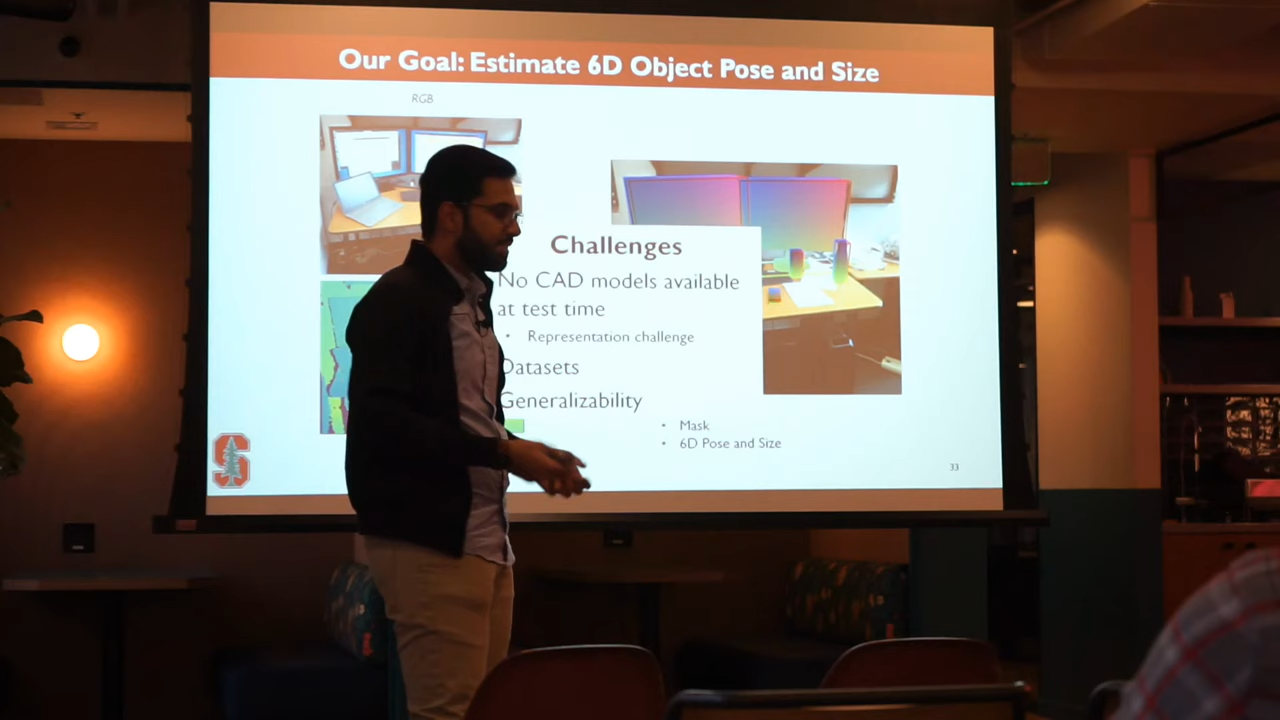 Our Goal: Estimate 6D Object Pose and Size
RGB
Challenges
No CAD models available
at test time
• Representation challenge
Datasets
Generalizability
• Mask
• 6D Pose and Size
33
S